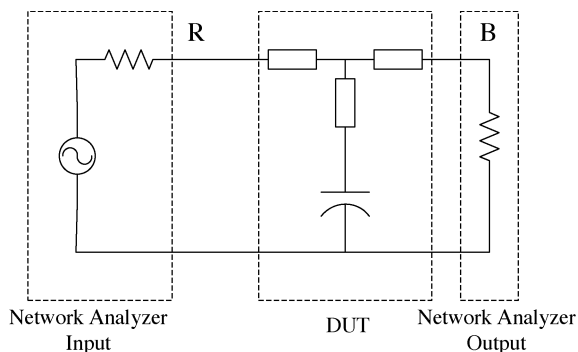 R
B
Network Analyzer
Input
DUT
Network Analyzer
Output